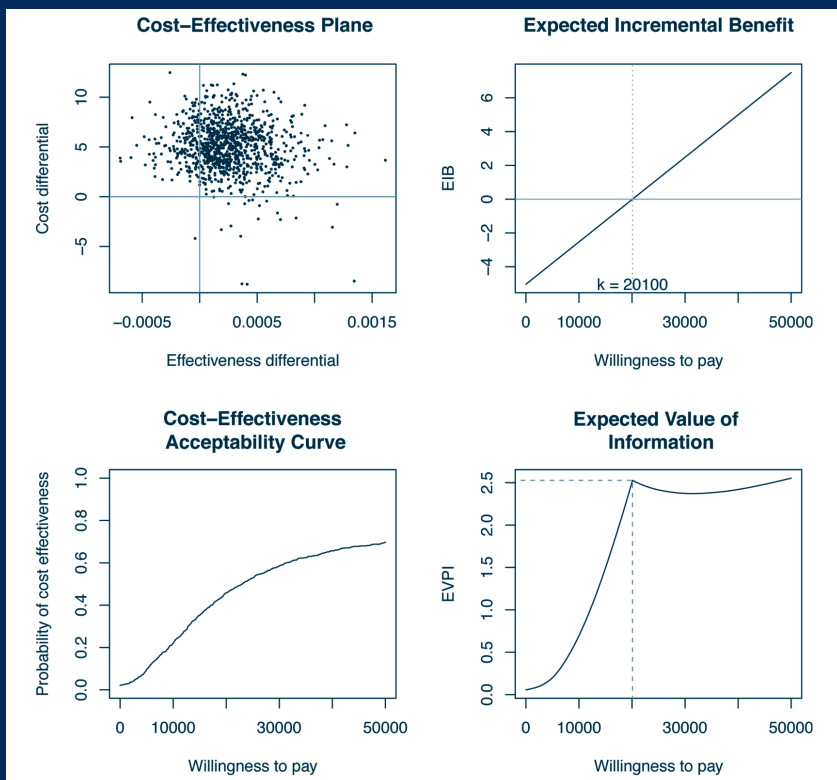 Cost–Effectiveness Plane
Cost differential
10
5
0
−5
−0.0005
0.0005
0.0015
Effectiveness differential
Expected Incremental Benefit
EIB
6
4
2
0
−2
−4
k = 20100
0
10000
30000
50000
Willingness to pay
Cost–Effectiveness
Acceptability Curve
Probability of cost effectiveness
1.0
0.8
0.6
0.4
0.2
0.0
0
10000
30000
50000
Willingness to pay
Expected Value of
Information
EVPI
2.5
2.0
1.5
1.0
0.5
0.0
0
10000
30000
50000
Willingness to pay